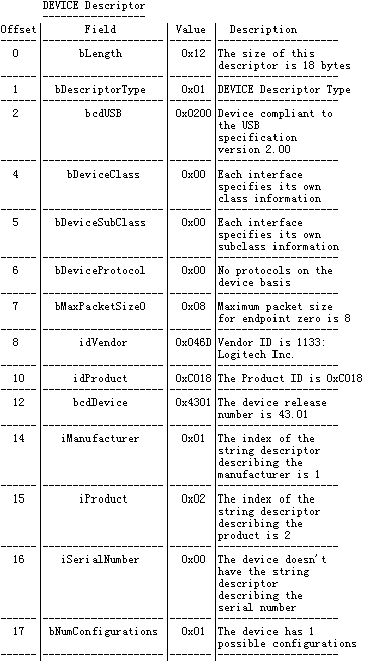 DEVICE Descriptor
Offset Field Value Description
0 bLength 0x12 The size of this
descriptor is 18 bytes
1 bDescriptorType 0x01 DEVICE Descriptor Type
2 bcdUSB 0x0200 Device compliant to
the USB
specification
version 2.00
4 bDeviceClass 0x00 Each interface
specifies its own
class information
5 bDeviceSubClass 0x00 Each interface
specifies its own
subclass information
6 bDeviceProtocol 0x00 No protocols on the
device basis
7 bMaxPacketSize0 0x08 Maximum packet size
for endpoint zero is 8
8 idVendor 0x046D Vendor ID is 1133:
Logitech Inc.
10 idProduct 0xC018 The Product ID is 0xC018
12 bcdDevice 0x4301 The device release
number is 43.01
14 iManufacturer 0x01 The index of the
string descriptor
describing the
manufacturer is 1
15 iProduct 0x02 The index of the
string descriptor
describing the
product is 2
16 iSerialNumber 0x00 The device doesn't
have the string
descriptor
describing the
serial number
17 bNumConfigurations 0x01 The device has 1
possible configurations